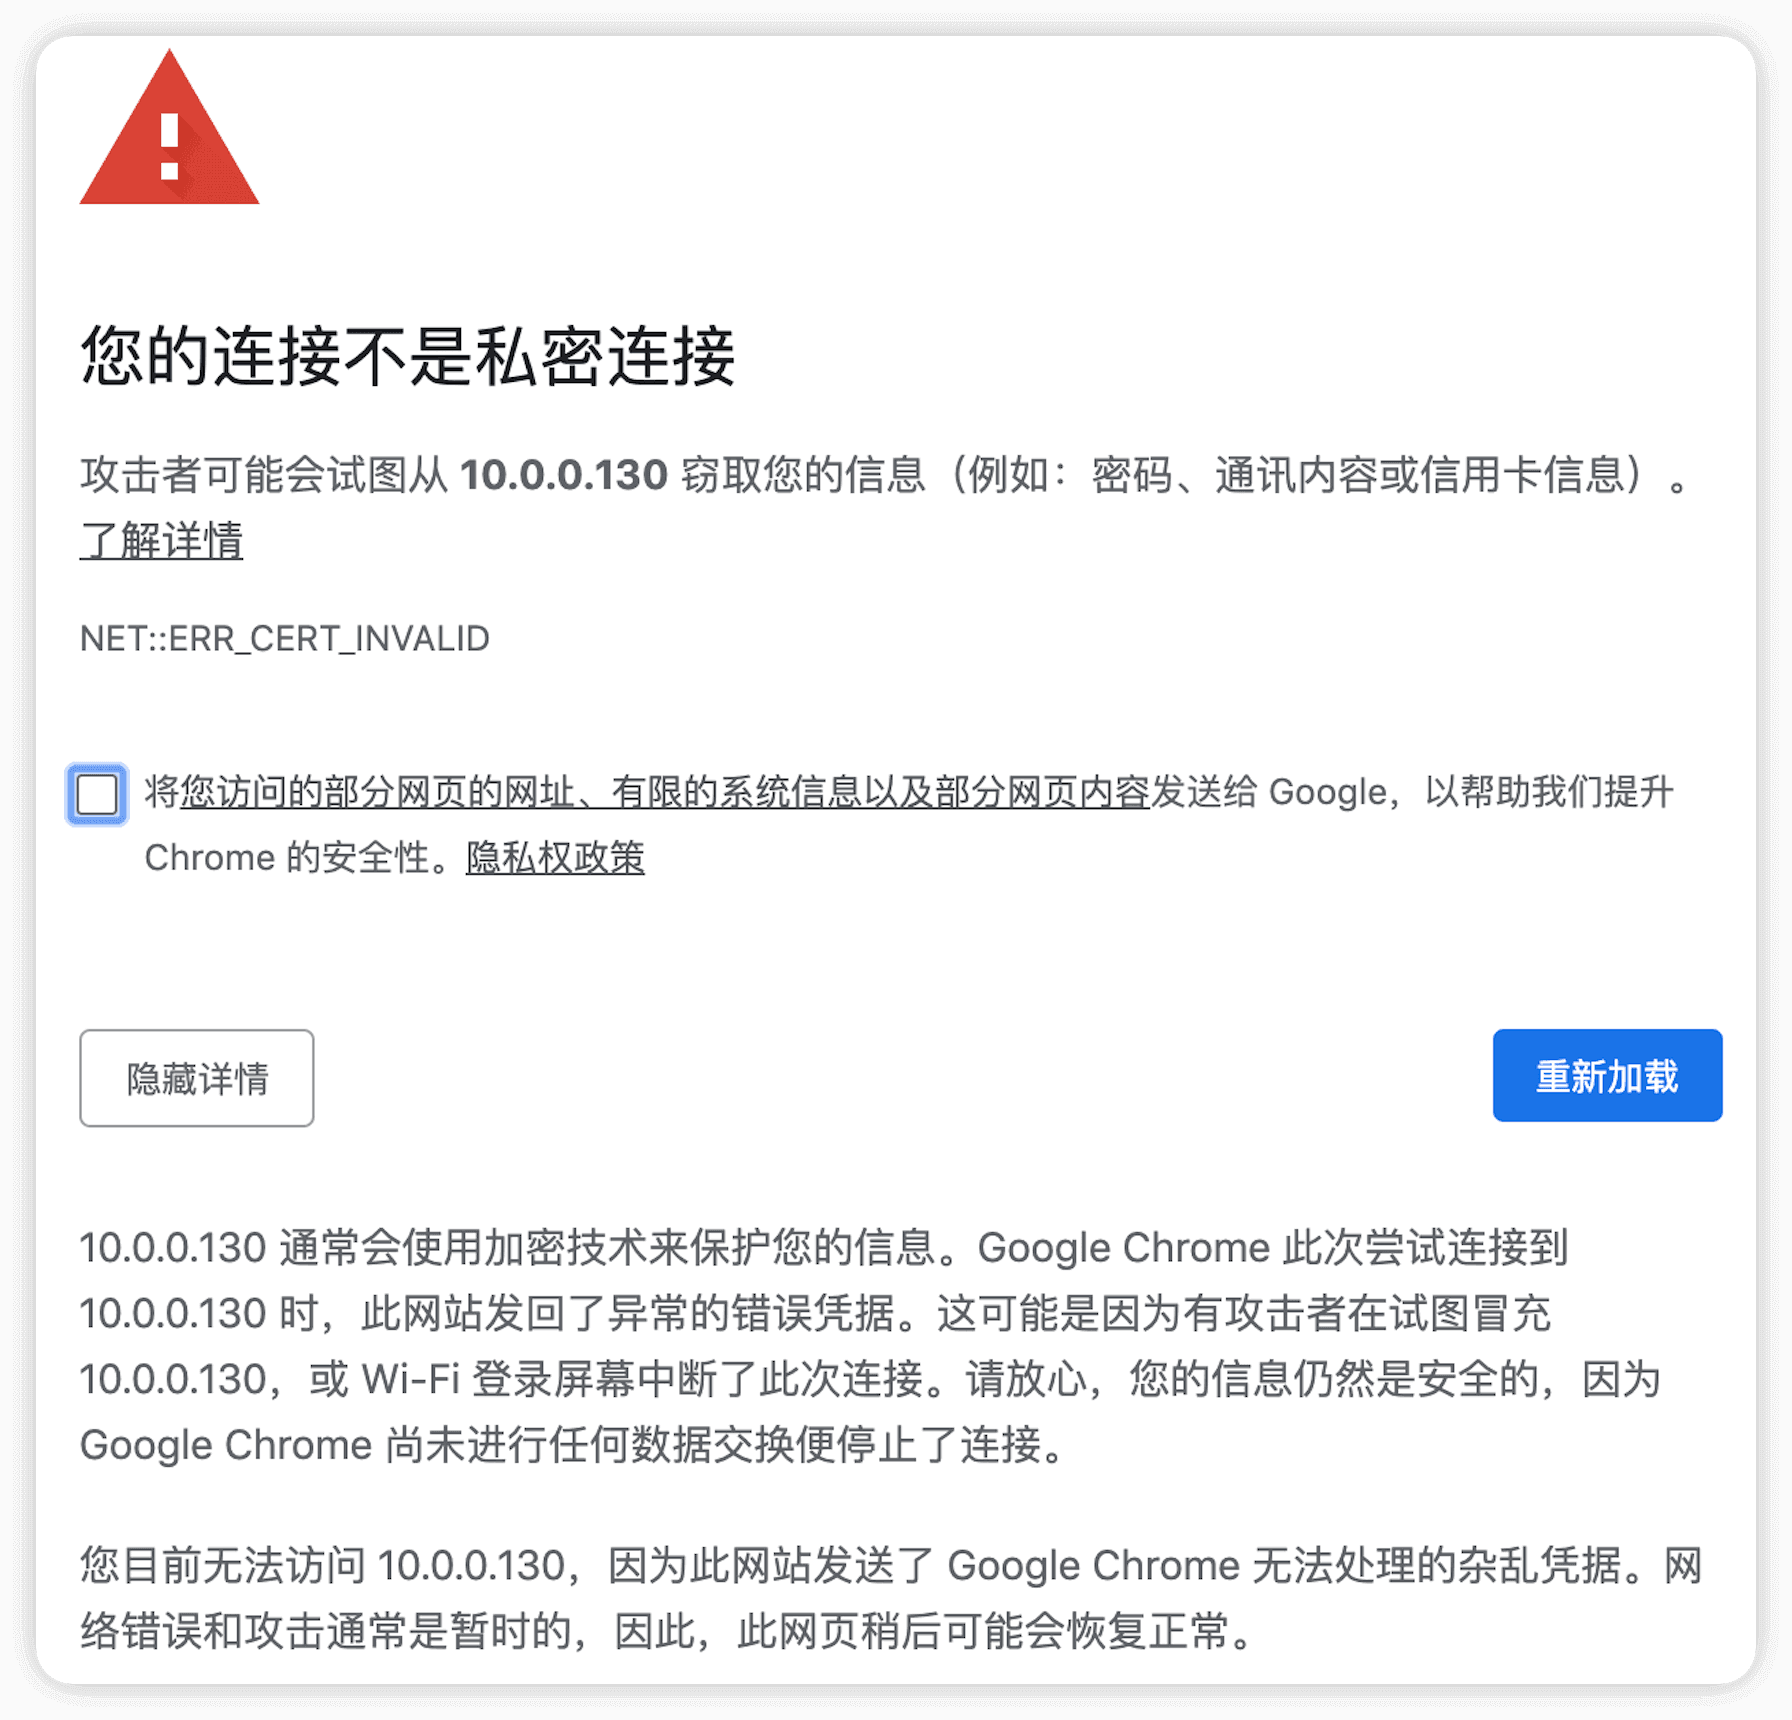 您的连接不是私密连接
攻击者可能会试图从 10.0.0.130 窃取您的信息（例如：密码、通讯内容或信用卡信息）。
了解详情
NET::ERR_CERT_INVALID
将您访问的部分网页的网址、有限的系统信息以及部分网页内容发送给 Google，以帮助我们提升
Chrome 的安全性。隐私权政策
隐藏详情
重新加载
10.0.0.130 通常会使用加密技术来保护您的信息。Google Chrome 此次尝试连接到
10.0.0.130 时，此网站发回了异常的错误凭据。这可能是因为有攻击者在试图冒充
10.0.0.130，或 Wi-Fi 登录屏幕中断了此次连接。请放心，您的信息仍然是安全的，因为
Google Chrome 尚未进行任何数据交换便停止了连接。
您目前无法访问 10.0.0.130，因为此网站发送了 Google Chrome 无法处理的杂乱凭据。网
络错误和攻击通常是暂时的，因此，此网页稍后可能会恢复正常。